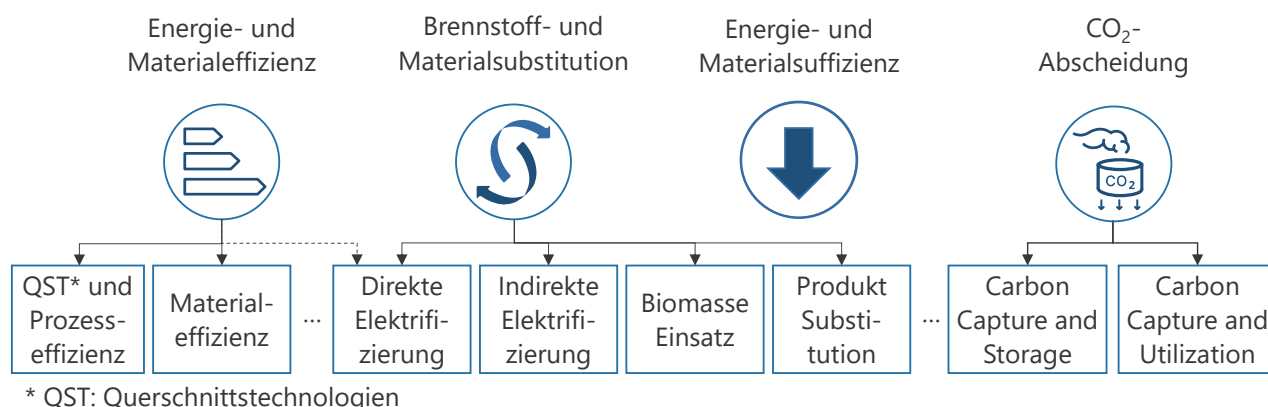 Energie- und
Materialeffizienz
Brennstoff- und
Materialsubstitution
Energie- und
Materialsuffizienz
CO₂-
Abscheidung
CO₂
QST* und
Prozess-
effizienz
Material-
effizienz
...
Direkte
Elektrifi-
zierung
Indirekte
Elektrifi-
zierung
Biomasse
Einsatz
Produkt
Substi-
tution
...
Carbon
Capture and
Storage
Carbon
Capture and
Utilization
* QST: Querschnittstechnologien